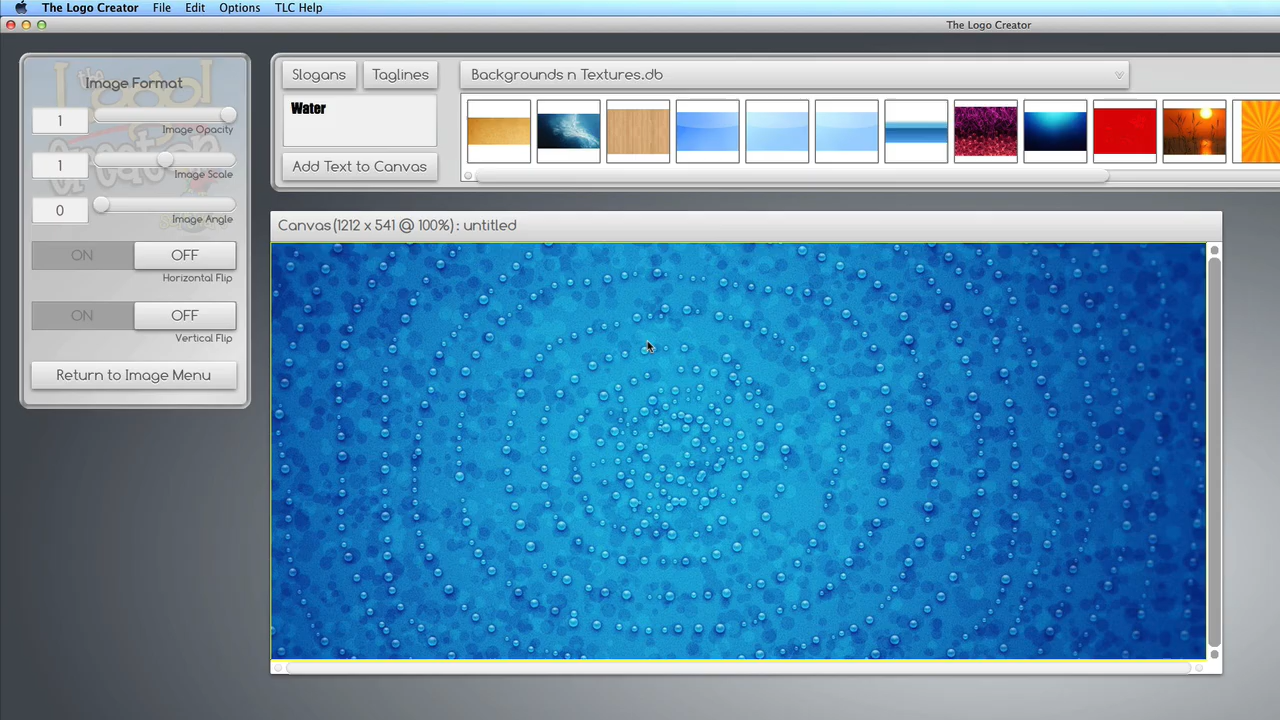 The Logo Creator File Edit Options TLC Help
The Logo Creator
Image Format
1
Image Opacity
1
Image Scale
0
Image Angle
ON OFF
Horizontal Flip
ON OFF
Vertical Flip
Return to Image Menu
Slogans Taglines
Water
Add Text to Canvas
Backgrounds n Textures.db
Canvas (1212 x 541 @ 100%) : untitled